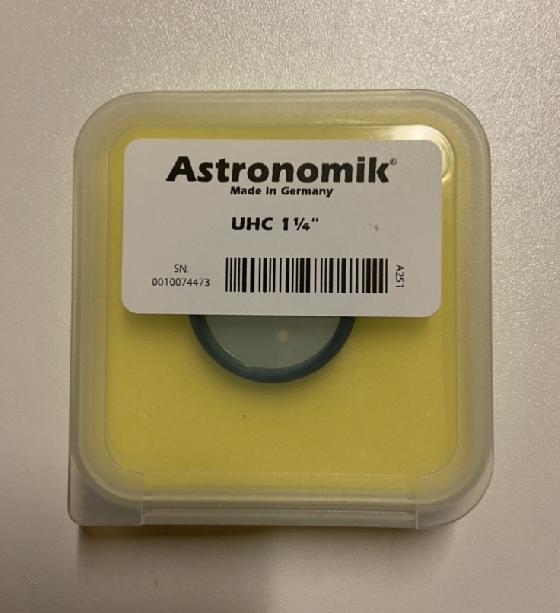 Astronomik®
Made in Germany
UHC 1¼"
SN.
0010074473
A251